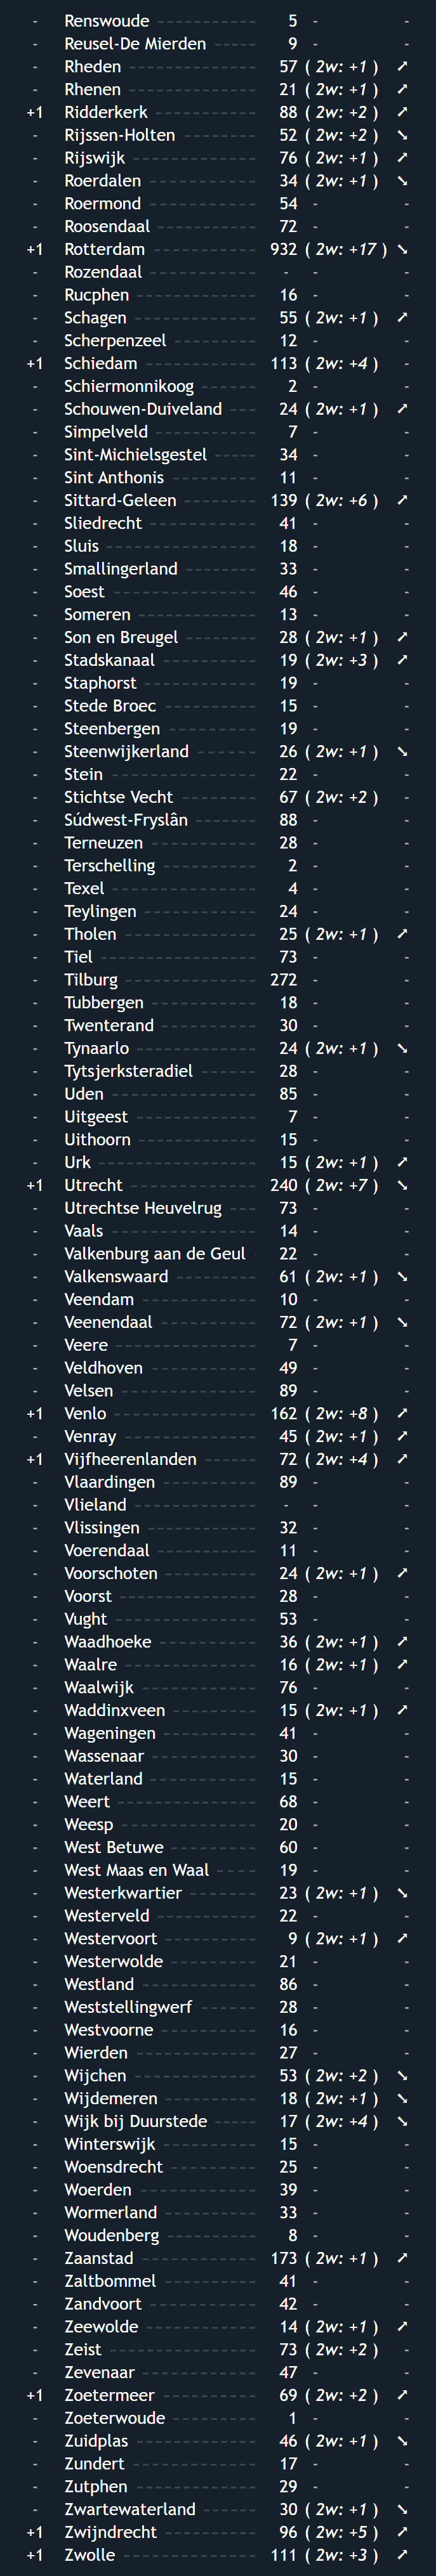 - Renswoude ----------- 5 - -
- Reusel-De Mierden ----- 9 - -
- Rheden -------------- 57 ( 2w: +1 ) ➚
- Rhenen -------------- 21 ( 2w: +1 ) ➚
+1 Ridderkerk ----------- 88 ( 2w: +2 ) ➚
- Rijssen-Holten -------- 52 ( 2w: +2 ) ➘
- Rijswijk -------------- 76 ( 2w: +1 ) ➚
- Roerdalen ------------ 34 ( 2w: +1 ) ➘
- Roermond ------------ 54 - -
- Roosendaal ----------- 72 - -
+1 Rotterdam ----------- 932 ( 2w: +17 ) ➘
- Rozendaal ------------ - - -
- Rucphen ------------- 16 - -
- Schagen ------------- 55 ( 2w: +1 ) ➚
- Scherpenzeel --------- 12 - -
+1 Schiedam ------------ 113 ( 2w: +4 ) -
- Schiermonnikoog ------ 2 - -
- Schouwen-Duiveland --- 24 ( 2w: +1 ) ➚
- Simpelveld ----------- 7 - -
- Sint-Michielsgestel ----- 34 - -
- Sint Anthonis --------- 11 - -
- Sittard-Geleen -------- 139 ( 2w: +6 ) ➚
- Sliedrecht ------------ 41 - -
- Sluis ---------------- 18 - -
- Smallingerland -------- 33 - -
- Soest ---------------- 46 - -
- Someren ------------- 13 - -
- Son en Breugel -------- 28 ( 2w: +1 ) ➚
- Stadskanaal ---------- 19 ( 2w: +3 ) ➚
- Staphorst ------------ 19 - -
- Stede Broec ---------- 15 - -
- Steenbergen ---------- 19 - -
- Steenwijkerland ------- 26 ( 2w: +1 ) ➘
- Stein ---------------- 22 - -
- Stichtse Vecht -------- 67 ( 2w: +2 ) -
- Súdwest-Fryslân ------- 88 - -
- Terneuzen ------------ 28 - -
- Terschelling ---------- 2 - -
- Texel ---------------- 4 - -
- Teylingen ------------ 24 - -
- Tholen --------------- 25 ( 2w: +1 ) ➚
- Tiel ----------------- 73 - -
- Tilburg -------------- 272 - -
- Tubbergen ----------- 18 - -
- Twenterand ---------- 30 - -
- Tynaarlo ------------- 24 ( 2w: +1 ) ➘
- Tytsjerksteradiel ------ 28 - -
- Uden ---------------- 85 - -
- Uitgeest ------------- 7 - -
- Uithoorn ------------- 15 - -
- Urk ----------------- 15 ( 2w: +1 ) ➚
+1 Utrecht -------------- 240 ( 2w: +7 ) ➘
- Utrechtse Heuvelrug --- 73 - -
- Vaals ---------------- 14 - -
- Valkenburg aan de Geul - 22 - -
- Valkenswaard --------- 61 ( 2w: +1 ) ➘
- Veendam ------------- 10 - -
- Veenendaal ----------- 72 ( 2w: +1 ) ➘
- Veere ---------------- 7 - -
- Veldhoven ------------ 49 - -
- Velsen --------------- 89 - -
+1 Venlo ---------------- 162 ( 2w: +8 ) ➚
- Venray --------------- 45 ( 2w: +1 ) ➚
+1 Vijfheerenlanden ------ 72 ( 2w: +4 ) ➚
- Vlaardingen ---------- 89 - -
- Vlieland ------------- - - -
- Vlissingen ------------ 32 - -
- Voerendaal ----------- 11 - -
- Voorschoten ---------- 24 ( 2w: +1 ) ➚
- Voorst --------------- 28 - -
- Vught --------------- 53 - -
- Waadhoeke ---------- 36 ( 2w: +1 ) ➚
- Waalre --------------- 16 ( 2w: +1 ) ➚
- Waalwijk ------------- 76 - -
- Waddinxveen --------- 15 ( 2w: +1 ) ➚
- Wageningen ---------- 41 - -
- Wassenaar ----------- 30 - -
- Waterland ------------ 15 - -
- Weert --------------- 68 - -
- Weesp --------------- 20 - -
- West Betuwe --------- 60 - -
- West Maas en Waal ---- 19 - -
- Westerkwartier ------- 23 ( 2w: +1 ) ➘
- Westerveld ----------- 22 - -
- Westervoort ---------- 9 ( 2w: +1 ) ➚
- Westerwolde --------- 21 - -
- Westland ------------- 86 - -
- Weststellingwerf ------ 28 - -
- Westvoorne ---------- 16 - -
- Wierden ------------- 27 - -
- Wijchen ------------- 53 ( 2w: +2 ) ➘
- Wijdemeren ---------- 18 ( 2w: +1 ) ➘
- Wijk bij Duurstede ----- 17 ( 2w: +4 ) ➘
- Winterswijk ---------- 15 - -
- Woensdrecht --------- 25 - -
- Woerden ------------- 39 - -
- Wormerland ---------- 33 - -
- Woudenberg ---------- 8 - -
- Zaanstad ------------- 173 ( 2w: +1 ) ➚
- Zaltbommel ---------- 41 - -
- Zandvoort ------------ 42 - -
- Zeewolde ------------ 14 ( 2w: +1 ) ➚
- Zeist ---------------- 73 ( 2w: +2 ) -
- Zevenaar ------------- 47 - -
+1 Zoetermeer ---------- 69 ( 2w: +2 ) ➚
- Zoeterwoude --------- 1 - -
- Zuidplas ------------- 46 ( 2w: +1 ) ➘
- Zundert -------------- 17 - -
- Zutphen ------------- 29 - -
- Zwartewaterland ------ 30 ( 2w: +1 ) ➘
+1 Zwijndrecht ---------- 96 ( 2w: +5 ) ➚
+1 Zwolle --------------- 111 ( 2w: +3 ) ➚